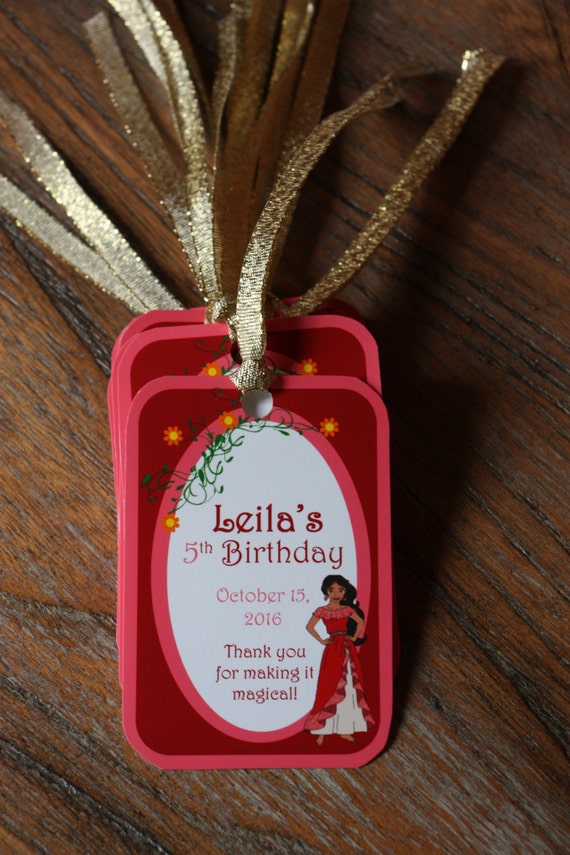 Leila's
5th Birthday
October 15,
2016
Thank you
for making it
magical!